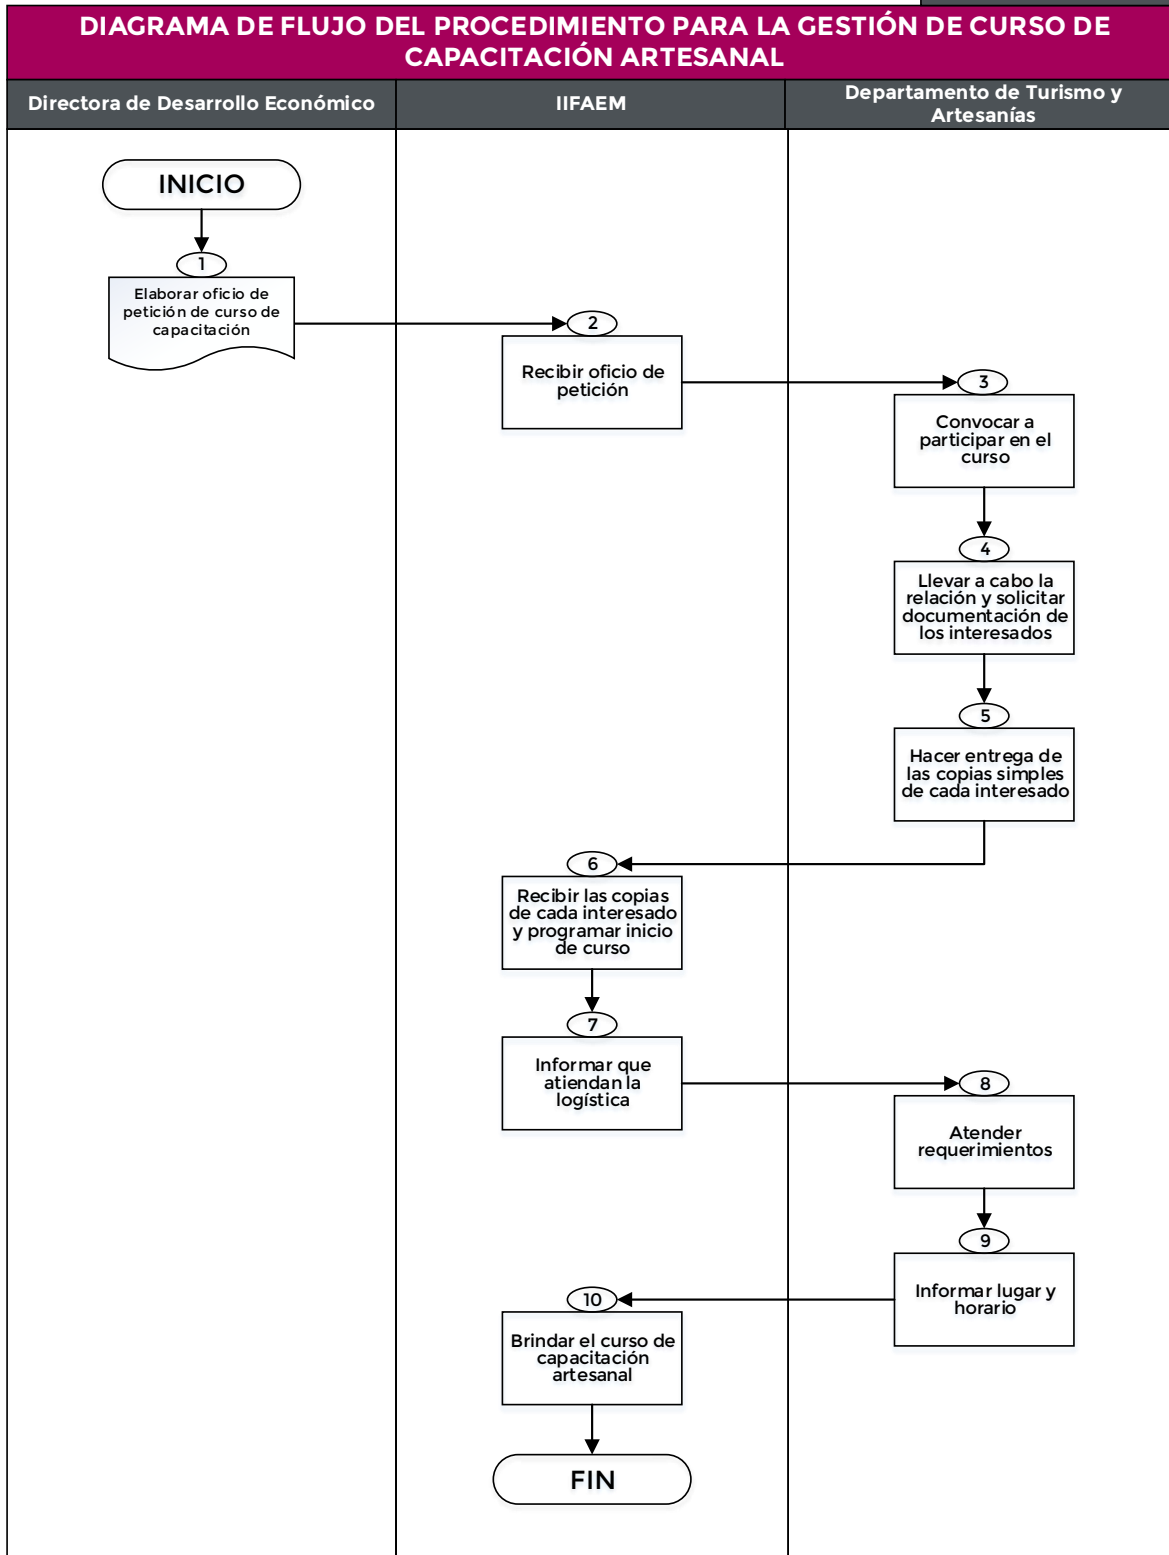 DIAGRAMA DE FLUJO DEL PROCEDIMIENTO PARA LA GESTIÓN DE CURSO DE
CAPACITACIÓN ARTESANAL
Directora de Desarrollo Económico
IIFAEM
Departamento de Turismo y
Artesanías
INICIO
1
Elaborar oficio de
petición de curso de
capacitación
2
Recibir oficio de
petición
3
Convocar a
participar en el
curso
4
Llevar a cabo la
relación y solicitar
documentación de
los interesados
5
Hacer entrega de
las copias simples
de cada interesado
6
Recibir las copias
de cada interesado
y programar inicio
de curso
7
Informar que
atiendan la
logística
8
Atender
requerimientos
9
Informar lugar y
horario
10
Brindar el curso de
capacitación
artesanal
FIN